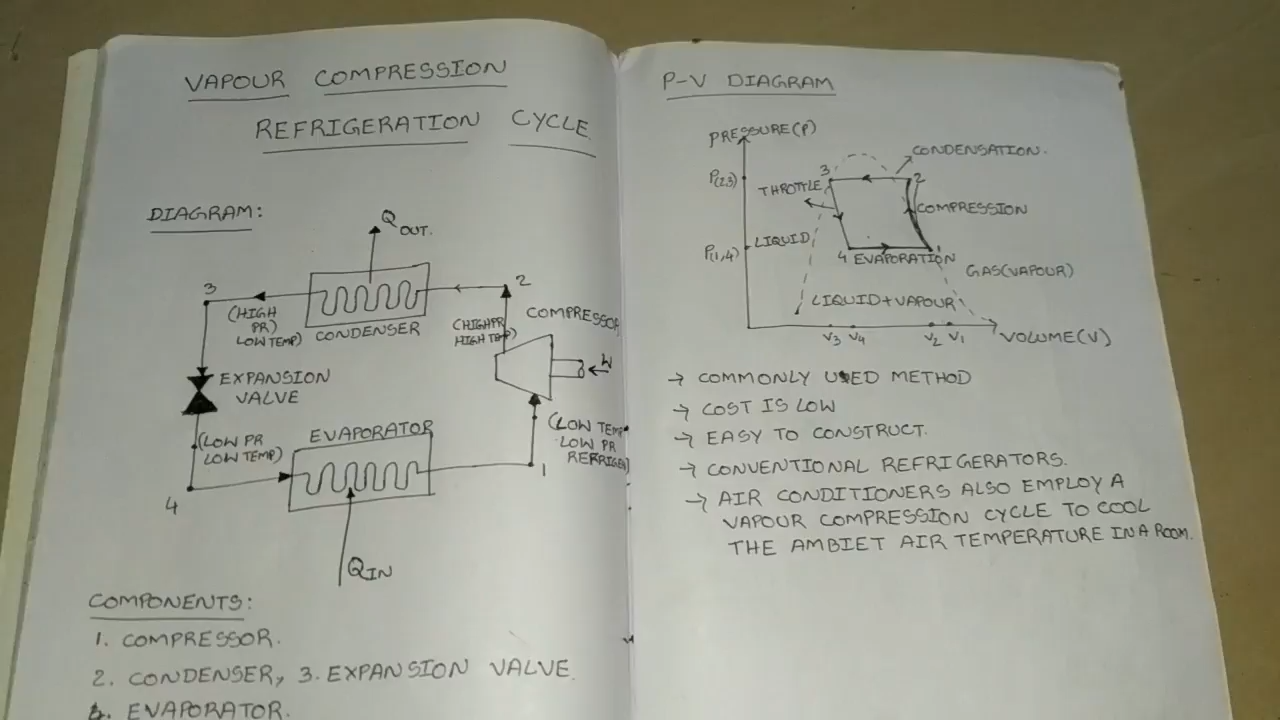 VAPOUR COMPRESSION
REFRIGERATION CYCLE
DIAGRAM:
Q OUT.
3
2
(HIGH PR) LOW TEMP)
CONDENSER
(HIGH PR HIGH TEMP)
COMPRESSOR
W
EXPANSION VALVE
(LOW PR LOW TEMP)
EVAPORATOR
(LOW TEMP LOW PR
4
1
Q IN
COMPONENTS:
1. COMPRESSOR.
2. CONDENSER, 3. EXPANSION VALVE.
4. EVAPORATOR.
P-V DIAGRAM
PRESSURE(P)
CONDENSATION.
P(2,3)
3
2
THROTTLE
COMPRESSION
P(1,4)
LIQUID
4 EVAPORATION
1
GAS(VAPOUR)
LIQUID+VAPOUR
V3 V4 V2 V1
VOLUME(V)
→ COMMONLY USED METHOD
→ COST IS LOW
→ EASY TO CONSTRUCT.
→ CONVENTIONAL REFRIGERATORS.
→ AIR CONDITIONERS ALSO EMPLOY A
VAPOUR COMPRESSION CYCLE TO COOL
THE AMBIET AIR TEMPERATURE IN A ROOM.